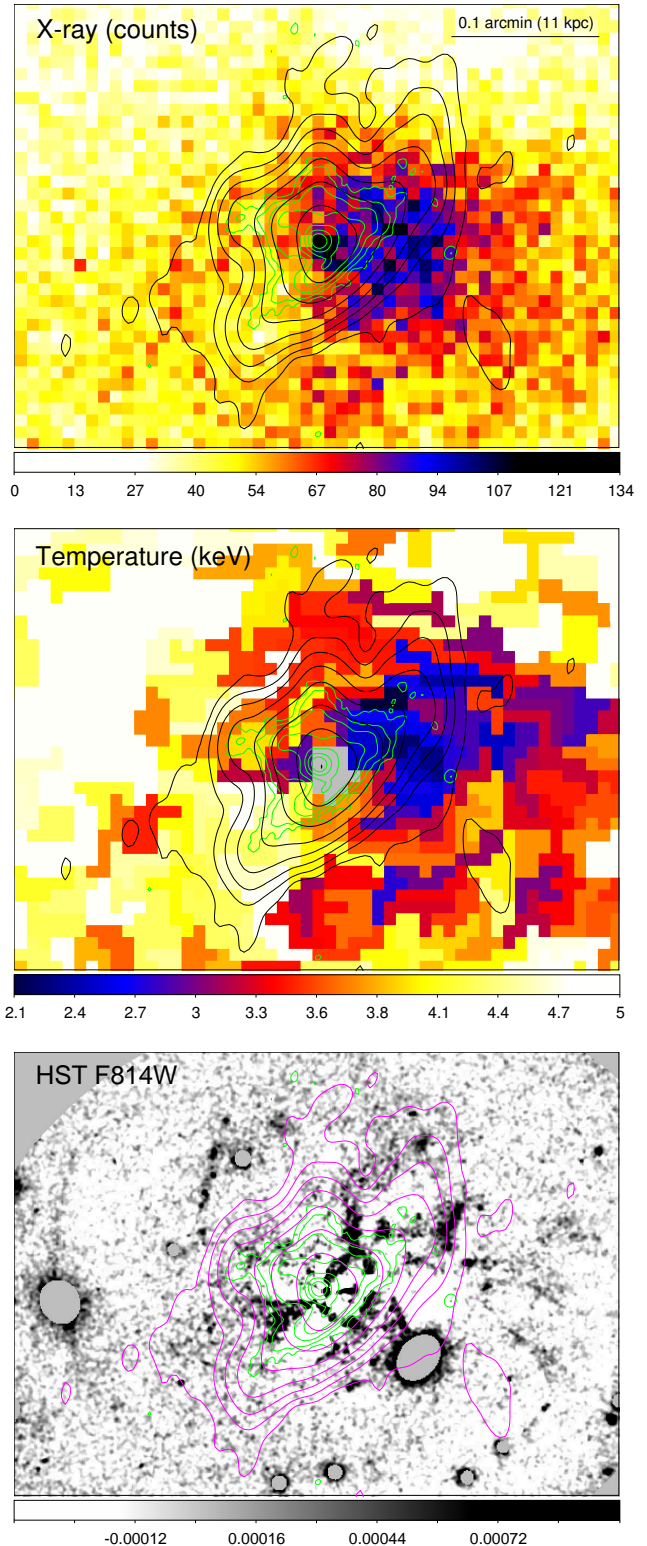 X-ray (counts)
0.1 arcmin (11 kpc)
0 13 27 40 54 67 80 94 107 121 134
Temperature (keV)
2.1 2.4 2.7 3 3.3 3.6 3.8 4.1 4.4 4.7 5
HST F814W
-0.00012 0.00016 0.00044 0.00072